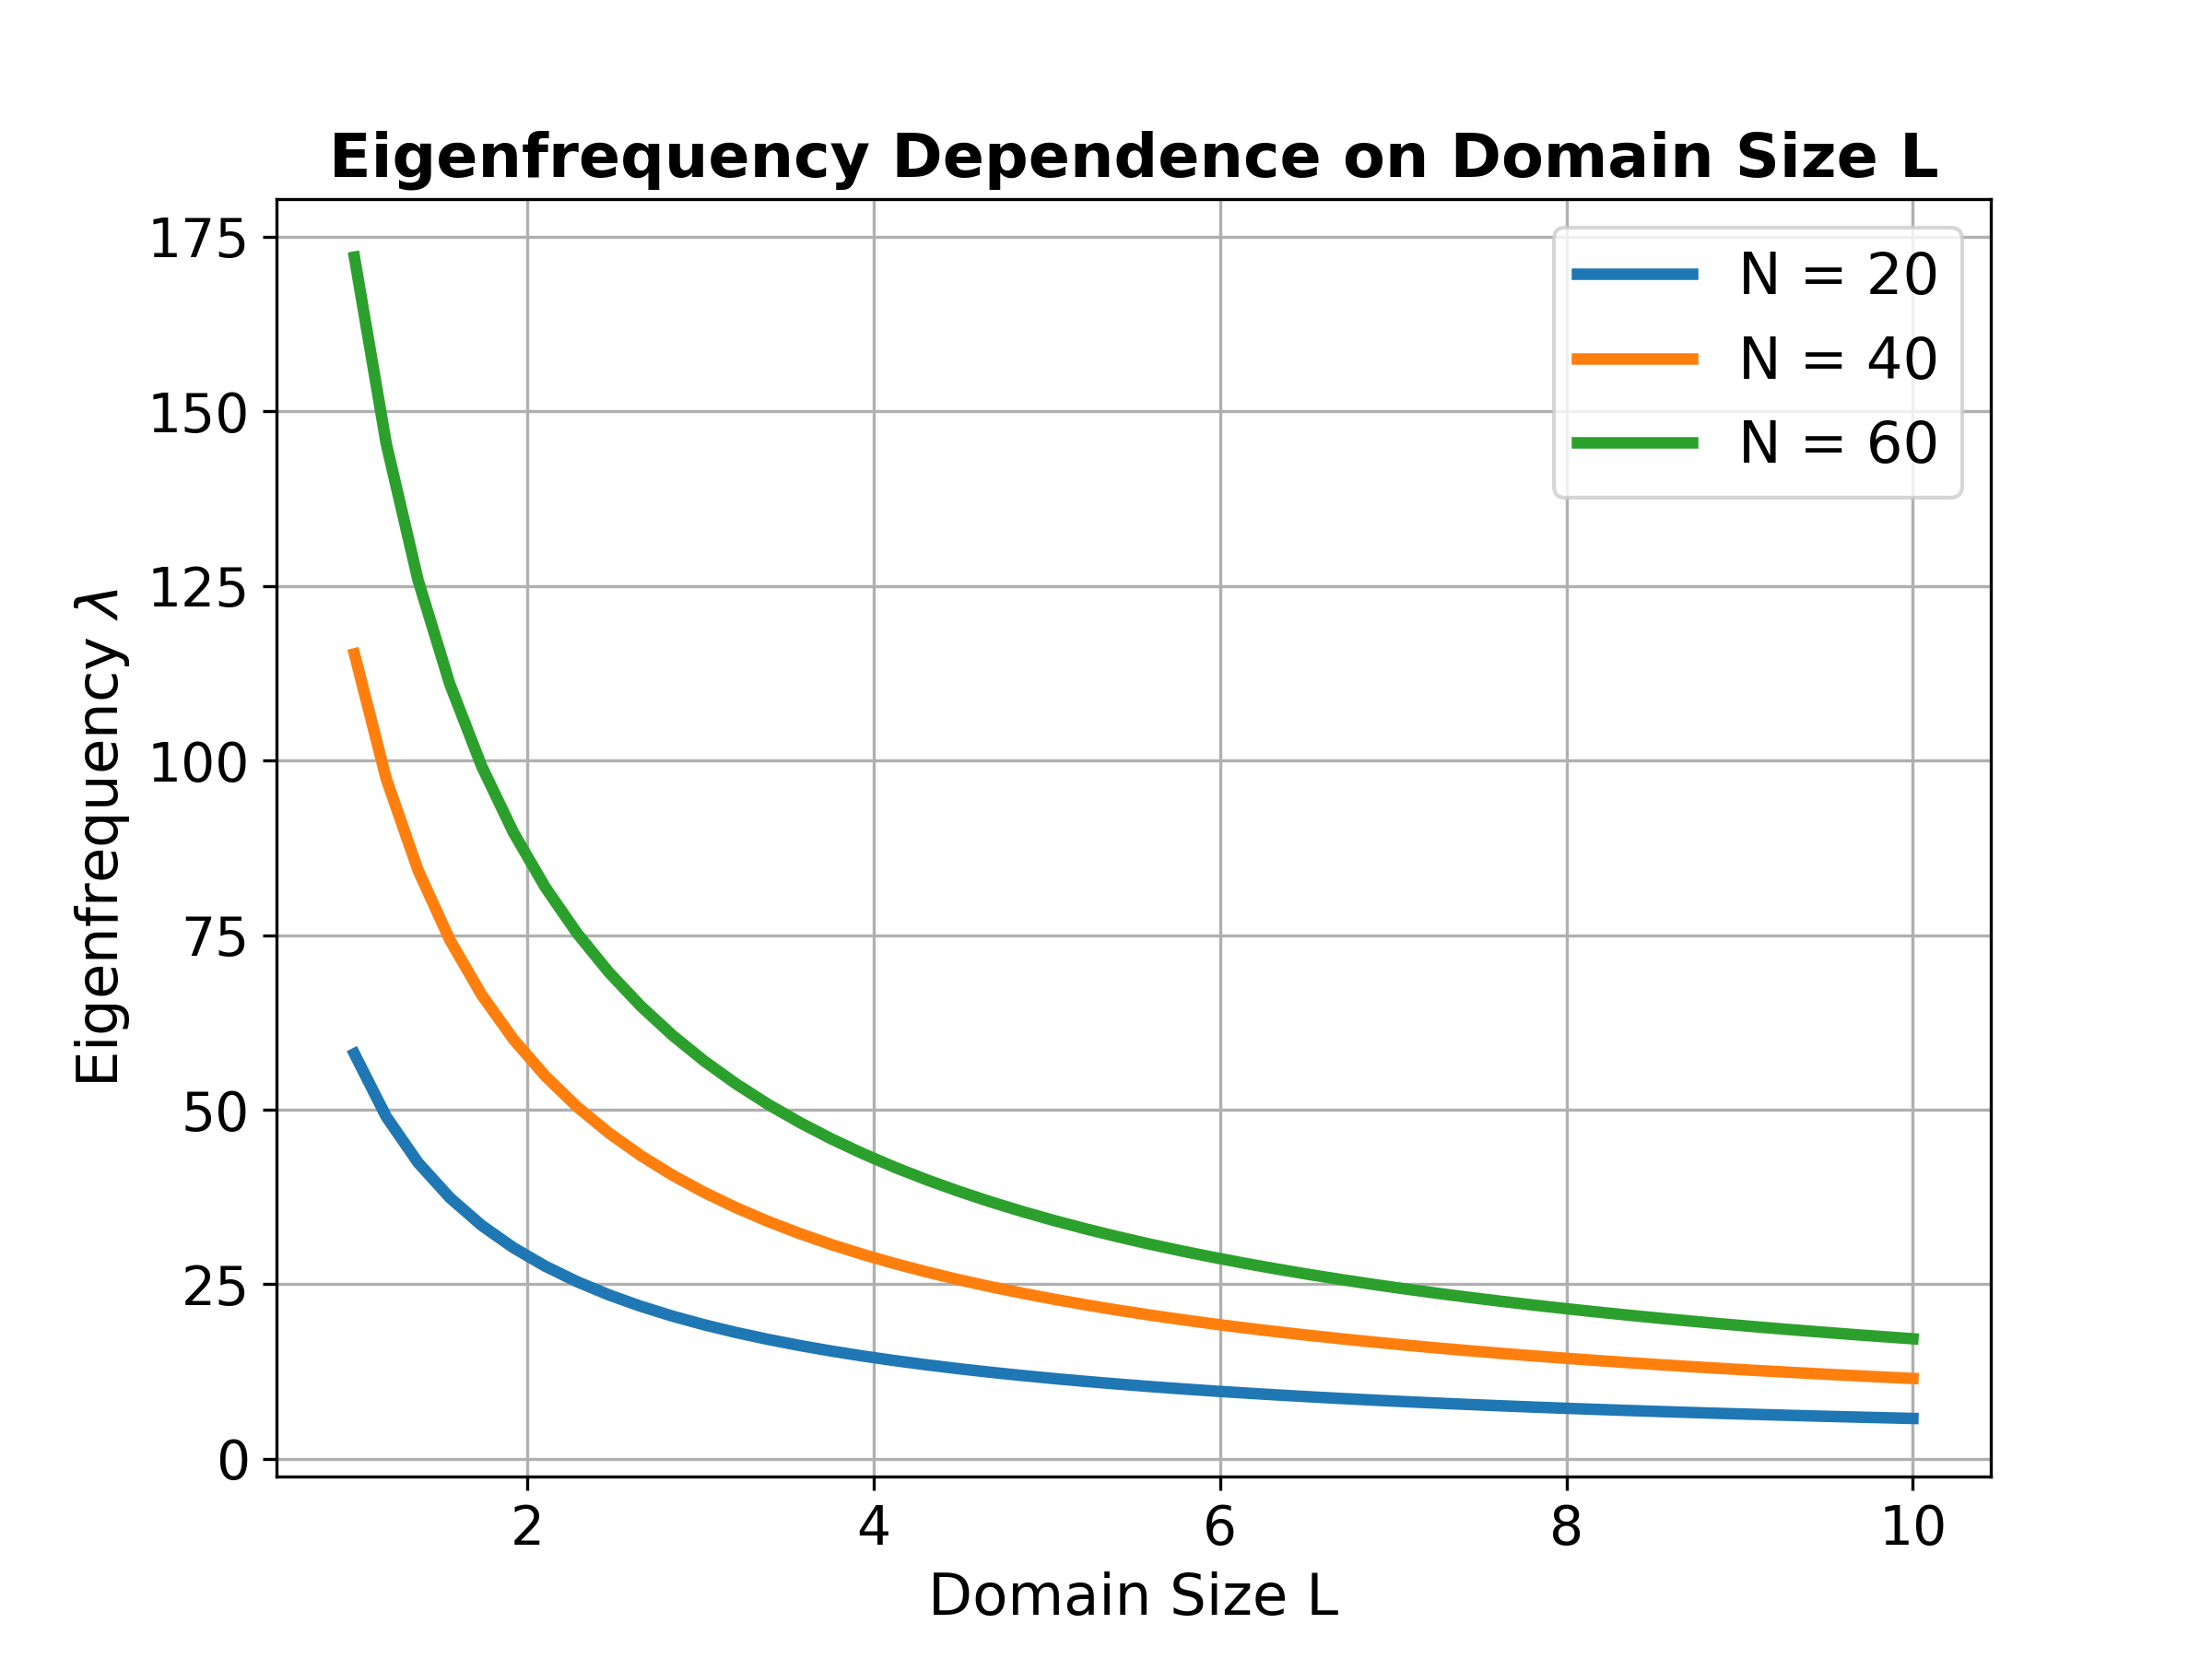 Eigenfrequency Dependence on Domain Size L
N = 20
N = 40
N = 60
Eigenfrequency λ
175
150
125
100
75
50
25
0
2 4 6 8 10
Domain Size L